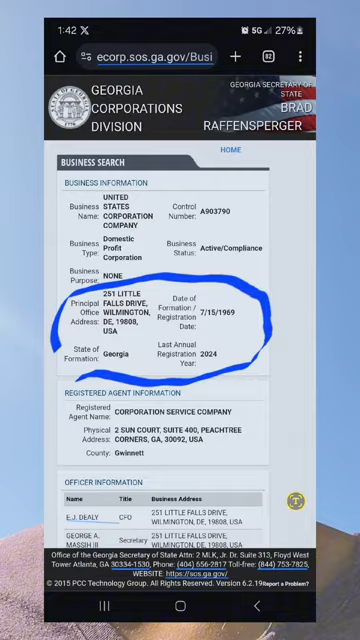 1:42 X 5G 27%
ecorp.sos.ga.gov/Busi 92
GEORGIA
CORPORATIONS
DIVISION
GEORGIA SECRETARY OF
STATE
BRAD
RAFFENSPERGER
HOME
BUSINESS SEARCH
BUSINESS INFORMATION
Business Name: UNITED STATES CORPORATION COMPANY
Control Number: A903790
Business Type: Domestic Profit Corporation
Business Status: Active/Compliance
Business Purpose: NONE
Principal Office Address: 251 LITTLE FALLS DRIVE, WILMINGTON, DE, 19808, USA
Date of Formation / Registration Date: 7/15/1969
State of Formation: Georgia
Last Annual Registration Year: 2024
REGISTERED AGENT INFORMATION
Registered Agent Name: CORPORATION SERVICE COMPANY
Physical Address: 2 SUN COURT, SUITE 400, PEACHTREE CORNERS, GA, 30092, USA
County: Gwinnett
OFFICER INFORMATION
Name Title Business Address
E.J. DEALY CFO 251 LITTLE FALLS DRIVE, WILMINGTON, DE, 19808, USA
GEORGE A. MASSIH III Secretary 251 LITTLE FALLS DRIVE, WILMINGTON, DE, 19808, USA
T
Office of the Georgia Secretary of State Attn: 2 MLK, Jr. Dr. Suite 313, Floyd West
Tower Atlanta, GA 30334-1530, Phone: (404) 656-2817 Toll-free: (844) 753-7825,
WEBSITE: https://sos.ga.gov/
© 2015 PCC Technology Group. All Rights Reserved. Version 6.2.19 Report a Problem?